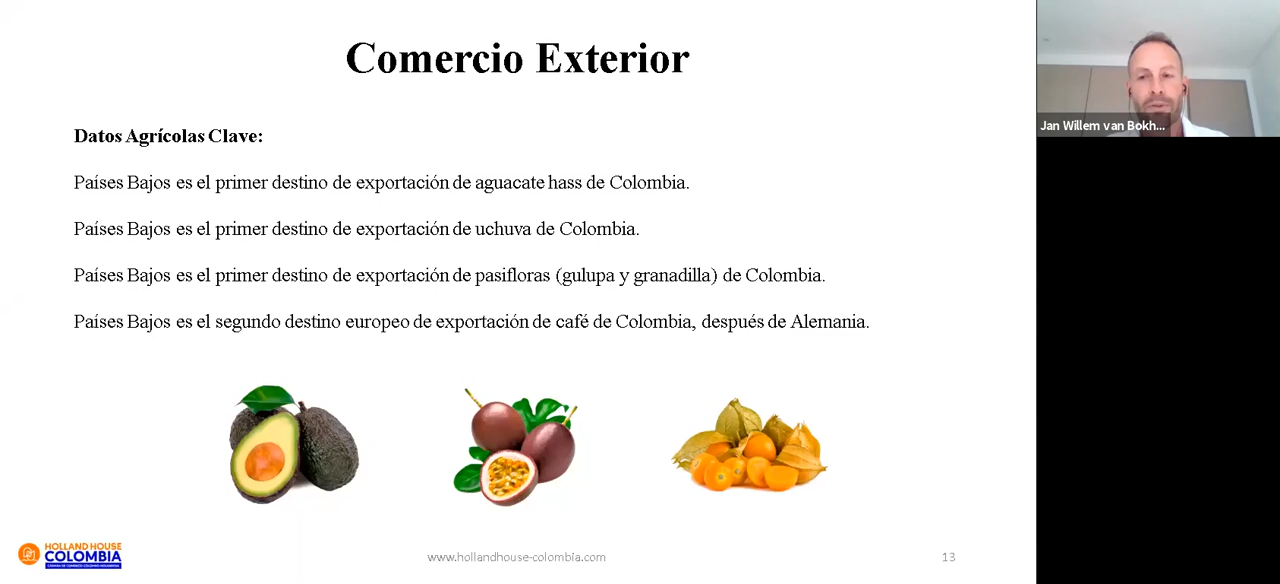 Comercio Exterior
Datos Agrícolas Clave:
Países Bajos es el primer destino de exportación de aguacate hass de Colombia.
Países Bajos es el primer destino de exportación de uchuva de Colombia.
Países Bajos es el primer destino de exportación de pasifloras (gulupa y granadilla) de Colombia.
Países Bajos es el segundo destino europeo de exportación de café de Colombia, después de Alemania.
HOLLAND HOUSE
COLOMBIA
CÁMARA DE COMERCIO COLOMBO-HOLANDESA
www.hollandhouse-colombia.com
13
Jan Willem van Bokh...